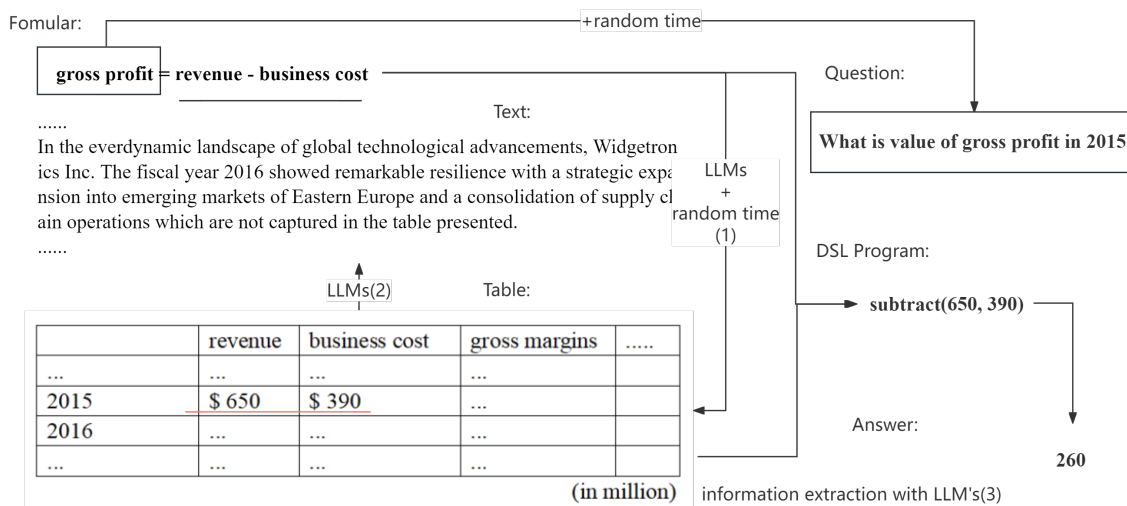 Fomular:
+random time
gross profit = revenue - business cost
Question:
Text:
......
What is value of gross profit in 2015
In the everdynamic landscape of global technological advancements, Widgetron
ics Inc. The fiscal year 2016 showed remarkable resilience with a strategic expa
nsion into emerging markets of Eastern Europe and a consolidation of supply ch
ain operations which are not captured in the table presented.
......
LLMs
+
random time
(1)
DSL Program:
LLMs(2)
Table:
subtract(650, 390)
revenue business cost gross margins .....
... ... ... ...
2015 $ 650 $ 390 ...
2016 ... ... ...
... ... ... ...
(in million)
Answer:
260
information extraction with LLM's(3)